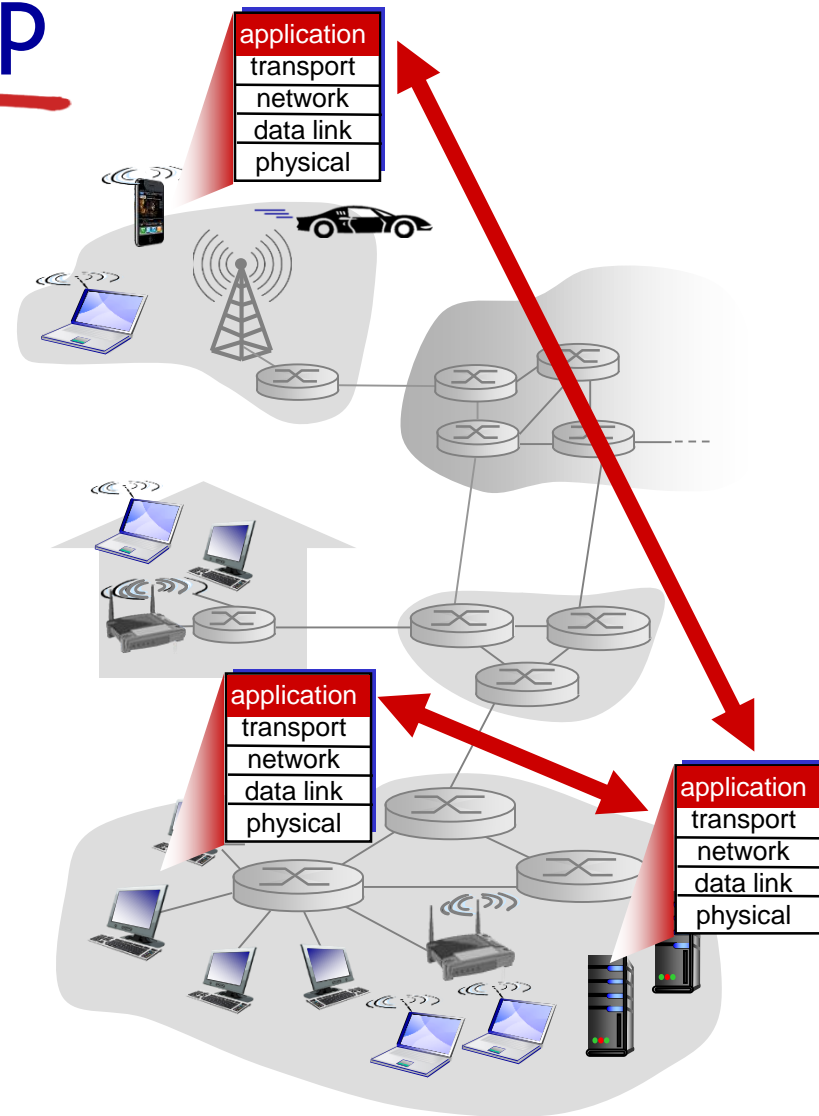 p
application
transport
network
data link
physical
application
transport
network
data link
physical
application
transport
network
data link
physical